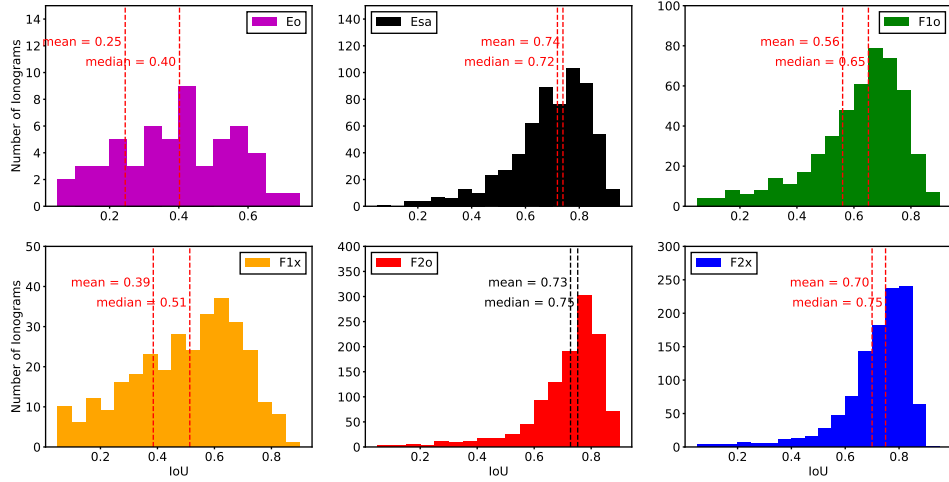 Eo
mean = 0.25
median = 0.40
Number of Ionograms
0
2
4
6
8
10
12
14
0.2
0.4
0.6
Esa
mean = 0.74
median = 0.72
0
20
40
60
80
100
120
140
0.2
0.4
0.6
0.8
F1o
mean = 0.56
median = 0.65
0
20
40
60
80
100
0.2
0.4
0.6
0.8
F1x
mean = 0.39
median = 0.51
Number of Ionograms
0
10
20
30
40
50
0.2
0.4
0.6
0.8
IoU
F2o
mean = 0.73
median = 0.75
0
50
100
150
200
250
300
350
400
0.2
0.4
0.6
0.8
IoU
F2x
mean = 0.70
median = 0.75
0
50
100
150
200
250
300
0.2
0.4
0.6
0.8
IoU